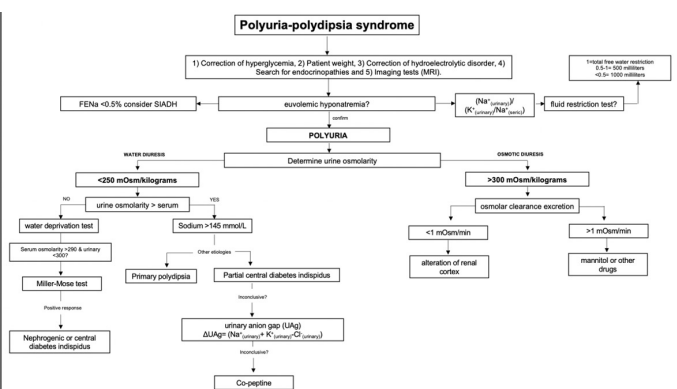 Polyuria-polydipsia syndrome
1) Correction of hyperglycemia, 2) Patient weight, 3) Correction of hydroelectrolytic disorder, 4)
Search for endocrinopathies and 5) Imaging tests (MRI).
1=total free water restriction
0.5-1= 500 milliliters
<0.5= 1000 milliliters
FENa <0.5% consider SIADH
euvolemic hyponatremia?
(Na⁺(urinary)/
(K⁺(urinary)/Na⁺(seric))
fluid restriction test?
confirm
POLYURIA
WATER DIURESIS
OSMOTIC DIURESIS
Determine urine osmolarity
<250 mOsm/kilograms
>300 mOsm/kilograms
NO
urine osmolarity > serum
YES
osmolar clearance excretion
water deprivation test
Sodium >145 mmol/L
<1 mOsm/min
>1 mOsm/min
Serum osmolarity >290 & urinary
<300?
Other etiologies
alteration of renal
cortex
mannitol or other
drugs
Miller-Mose test
Primary polydipsia
Partial central diabetes indispidus
Positive response
Inconclusive?
Nephrogenic or central
diabetes indispidus
urinary anion gap (UAg)
ΔUAg= (Na⁺(urinary)+ K⁺(urinary)-Cl⁻(urinary))
Inconclusive?
Co-peptine